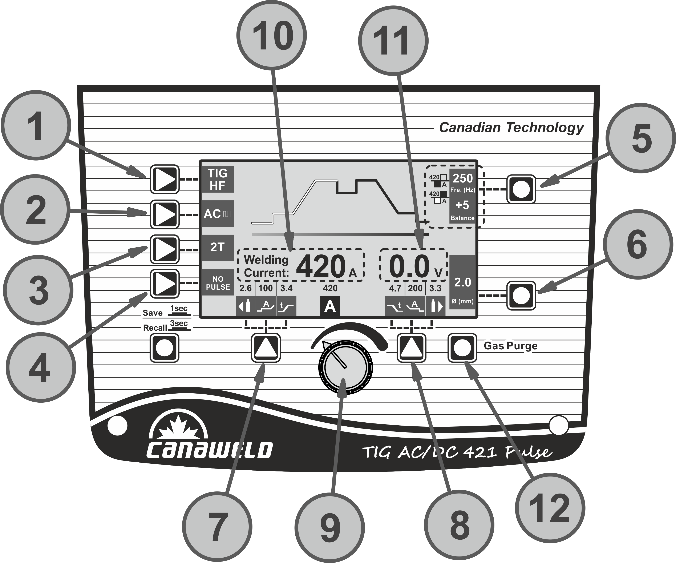 10
11
1
2
3
4
5
6
Canadian Technology
TIG
HF
AC
2T
NO
PULSE
420
A
420
A
250
Fre. (Hz)
+5
Balance
Welding
Current: 420 A
0.0 V
2.6 100 3.4 420 4.7 200 3.3
A t A t A
2.0
Ø (mm)
Save 1sec
Recall 3sec
Gas Purge
CANAWELD
TIG AC/DC 421 Pulse
7
9
8
12